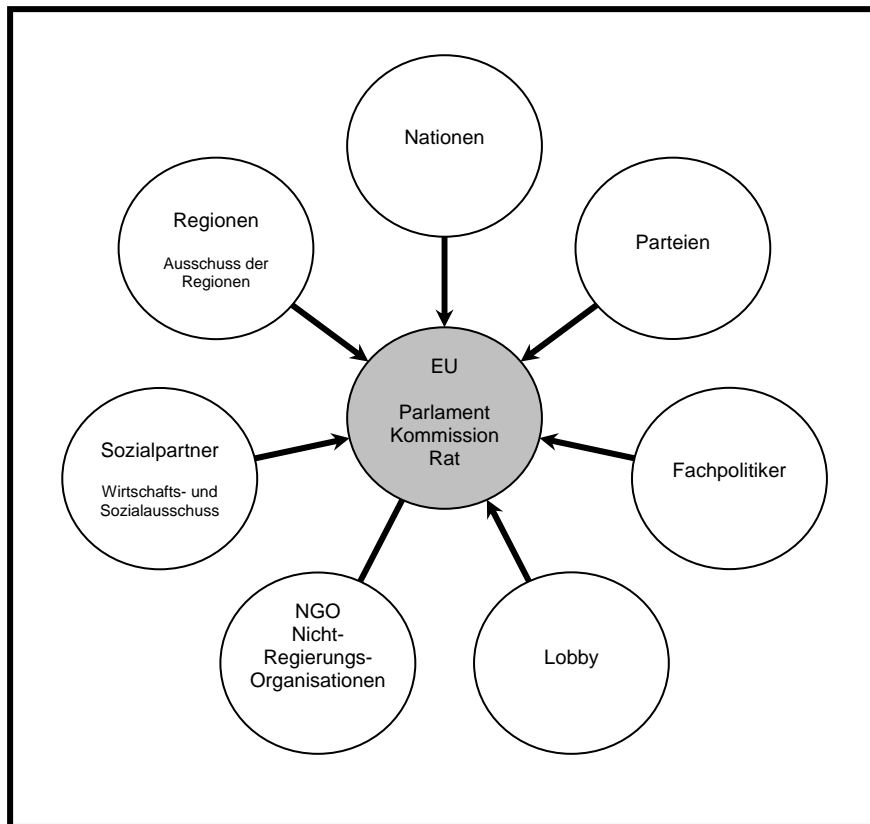 Nationen
Regionen
Ausschuss der
Regionen
Parteien
EU
Parlament
Kommission
Rat
Sozialpartner
Wirtschafts- und
Sozialausschuss
Fachpolitiker
NGO
Nicht-
Regierungs-
Organisationen
Lobby